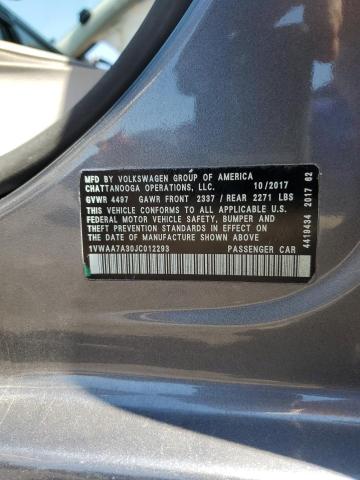 MFD BY VOLKSWAGEN GROUP OF AMERICA
CHATTANOOGA OPERATIONS, LLC. 10/2017
GVWR 4497 GAWR FRONT 2337 / REAR 2271 LBS
THIS VEHICLE CONFORMS TO ALL APPLICABLE U.S.
FEDERAL MOTOR VEHICLE SAFETY, BUMPER AND
THEFT PREVENTION STANDARDS IN EFFECT ON THE
DATE OF MANUFACTURE SHOWN ABOVE
1VWAA7A30JC012293 PASSENGER CAR
4419434 2017 62